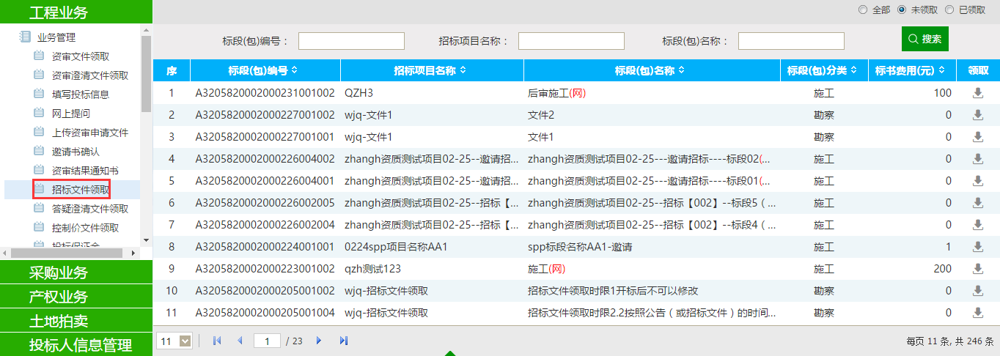 工程业务
业务管理
资审文件领取
资审澄清文件领取
填写投标信息
网上提问
上传资审申请文件
邀请书确认
资审结果通知书
招标文件领取
答疑澄清文件领取
控制价文件领取
投标保证金
采购业务
产权业务
土地拍卖
投标人信息管理
全部 未领取 已领取
标段(包)编号： 招标项目名称： 标段(包)名称： 搜索
序 标段(包)编号 招标项目名称 标段(包)名称 标段(包)分类 标书费用(元) 领取
1 A3205820002000231001002 QZH3 后审施工(网) 施工 100
2 A3205820002000227001002 wjq-文件1 文件2 勘察 0
3 A3205820002000227001001 wjq-文件1 文件1 勘察 0
4 A3205820002000226004002 zhangh资质测试项目02-25--邀请招... zhangh资质测试项目02-25---邀请招标----标段02(... 施工 0
5 A3205820002000226004001 zhangh资质测试项目02-25--邀请招... zhangh资质测试项目02-25---邀请招标----标段01(... 施工 0
6 A3205820002000226002005 zhangh资质测试项目02-25--招标【... zhangh资质测试项目02-25--招标【002】--标段5（... 施工 0
7 A3205820002000226002004 zhangh资质测试项目02-25--招标【... zhangh资质测试项目02-25--招标【002】--标段4（... 施工 0
8 A3205820002000224001001 0224spp项目名称AA1 spp标段名称AA1-邀请 施工 1
9 A3205820002000223001002 qzh测试123 施工(网) 施工 200
10 A3205820002000205001002 wjq-招标文件领取 招标文件领取时限1开标后不可以修改 勘察 0
11 A3205820002000205001004 wjq-招标文件领取 招标文件领取时限2.2按照公告（或招标文件）的时间... 勘察 0
11 1 / 23 每页 11 条, 共 246 条